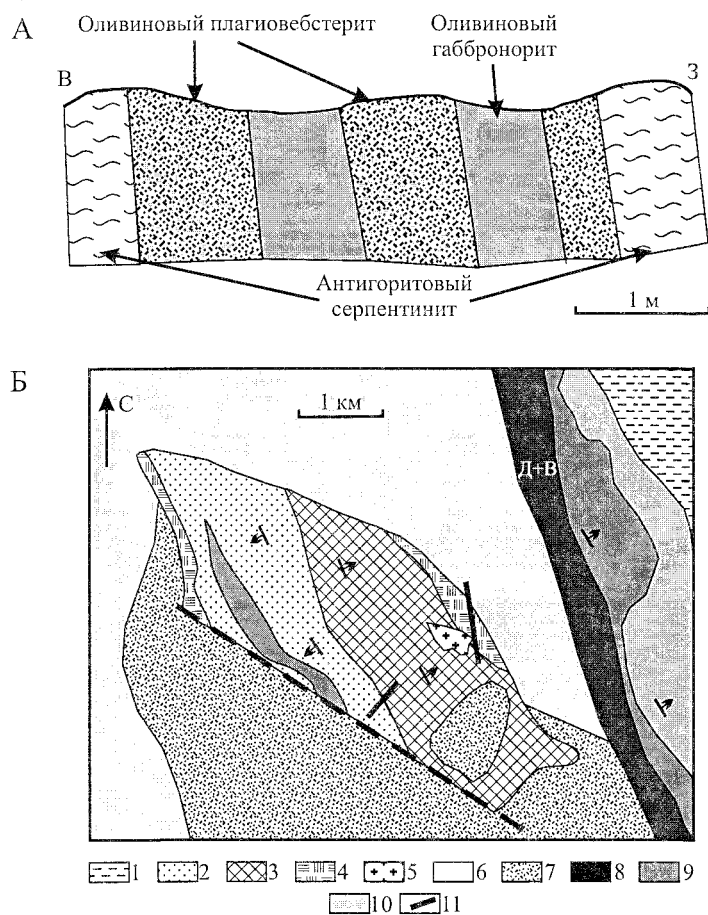 А
Оливиновый плагиовебстерит
Оливиновый
габбронорит
В
З
Антигоритовый
серпентинит
1 м
Б
С
1 км
Д+В
1 2 3 4 5 6 7 8 9
10 11